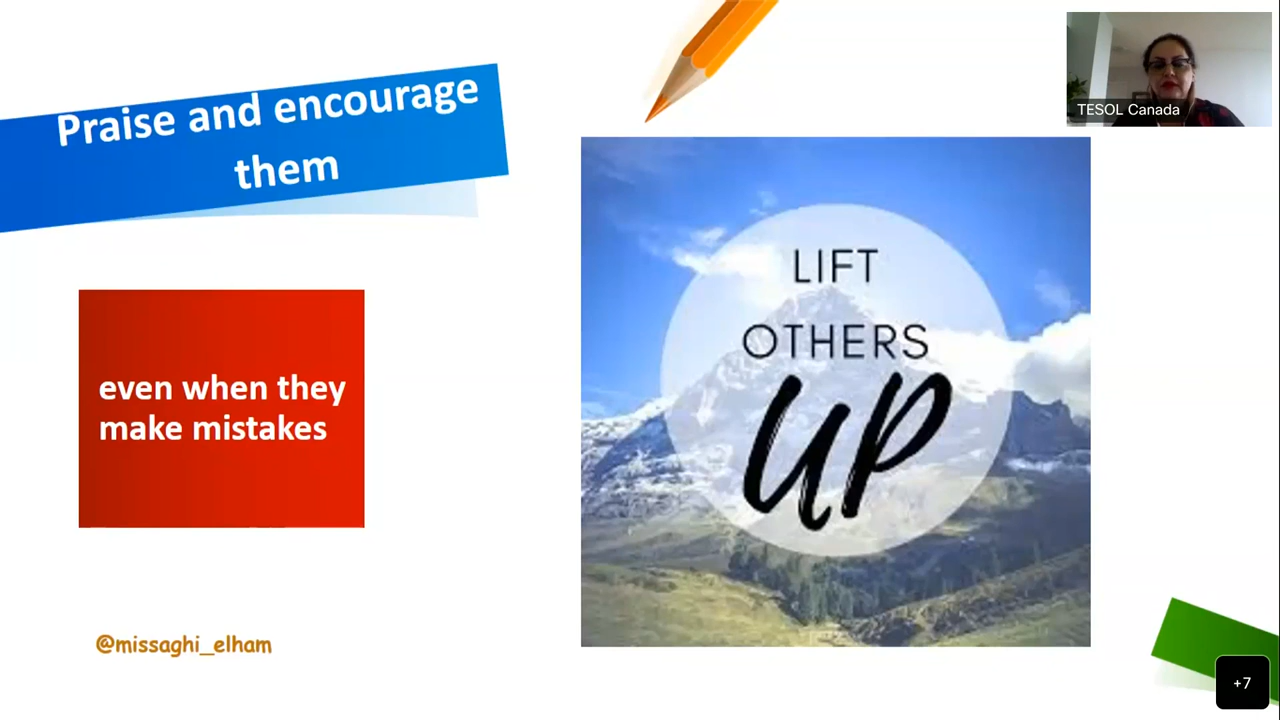 Praise and encourage
them
TESOL Canada
LIFT
OTHERS
UP
even when they
make mistakes
@missaghi_elham
+7